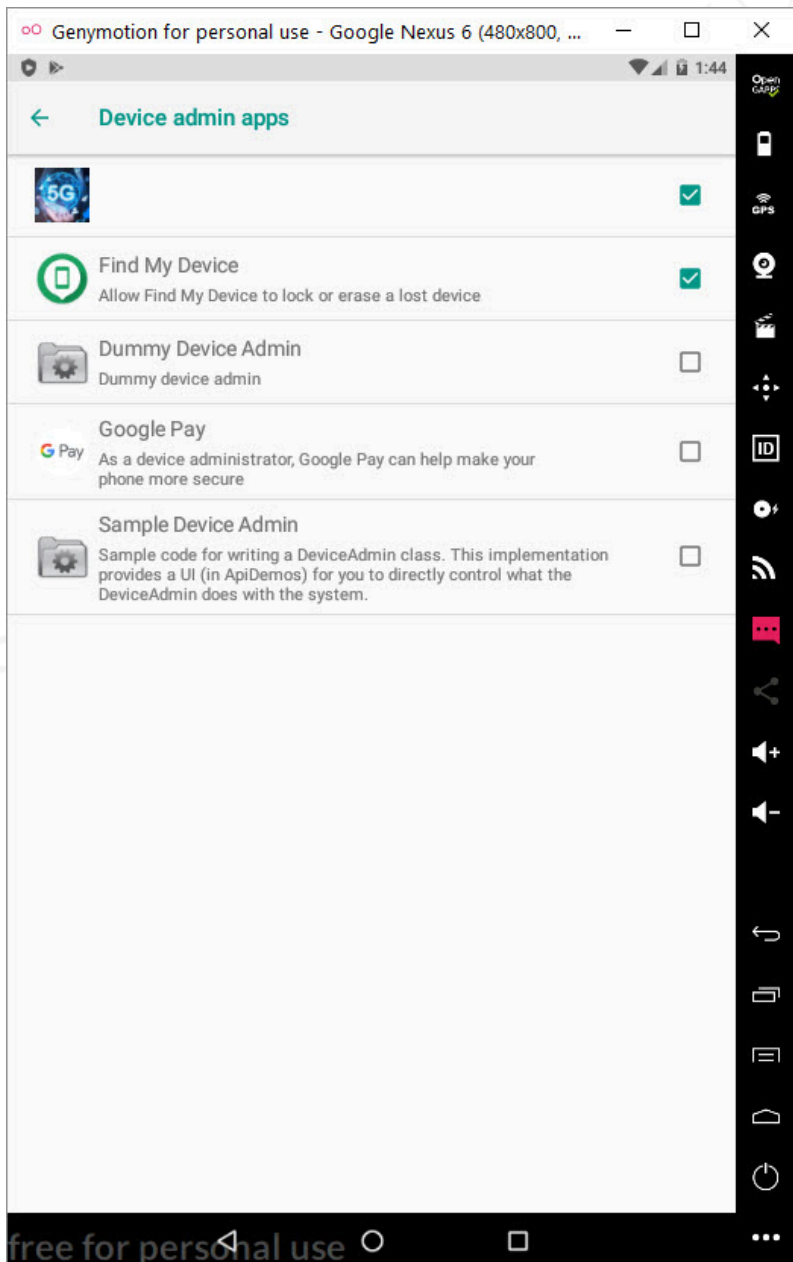 Genymotion for personal use - Google Nexus 6 (480x800, ...
1:44
Open
GAPPS
Device admin apps
5G
GPS
Find My Device
Allow Find My Device to lock or erase a lost device
Dummy Device Admin
Dummy device admin
Google Pay
G Pay
As a device administrator, Google Pay can help make your
phone more secure
ID
Sample Device Admin
Sample code for writing a DeviceAdmin class. This implementation
provides a UI (in ApiDemos) for you to directly control what the
DeviceAdmin does with the system.
free for personal use